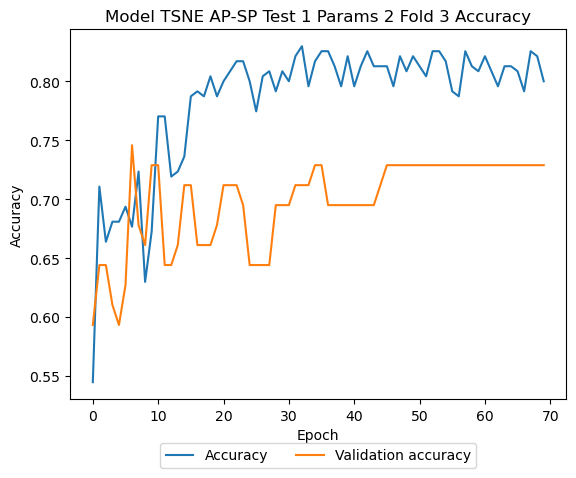 Model TSNE AP-SP Test 1 Params 2 Fold 3 Accuracy
0.80
0.75
0.70
0.65
0.60
0.55
Accuracy
0 10 20 30 40 50 60 70
Epoch
Accuracy Validation accuracy